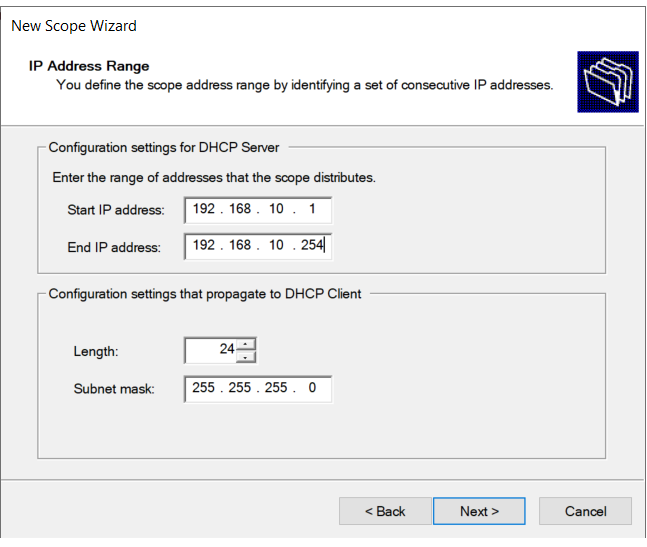 New Scope Wizard
IP Address Range
You define the scope address range by identifying a set of consecutive IP addresses.
Configuration settings for DHCP Server
Enter the range of addresses that the scope distributes.
Start IP address: 192 . 168 . 10 . 1
End IP address: 192 . 168 . 10 . 254
Configuration settings that propagate to DHCP Client
Length: 24
Subnet mask: 255 . 255 . 255 . 0
< Back Next > Cancel